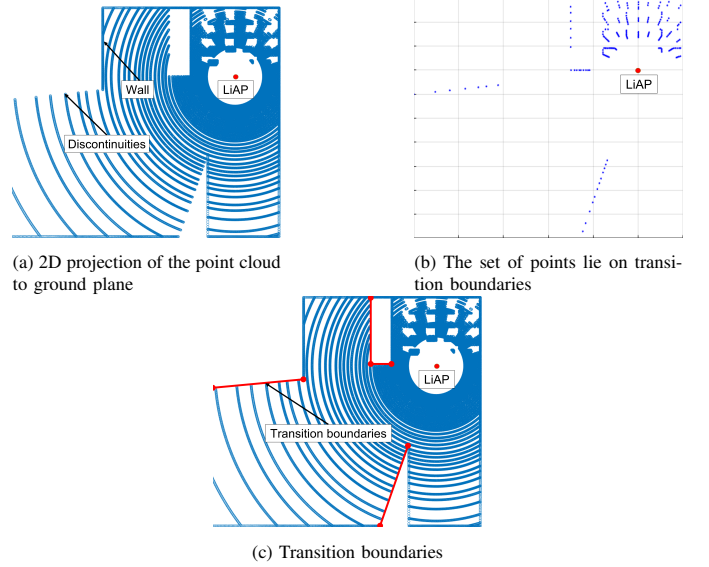 Wall
LiAP
Discontinuities
(a) 2D projection of the point cloud
to ground plane
LiAP
(b) The set of points lie on transi-
tion boundaries
LiAP
Transition boundaries
(c) Transition boundaries